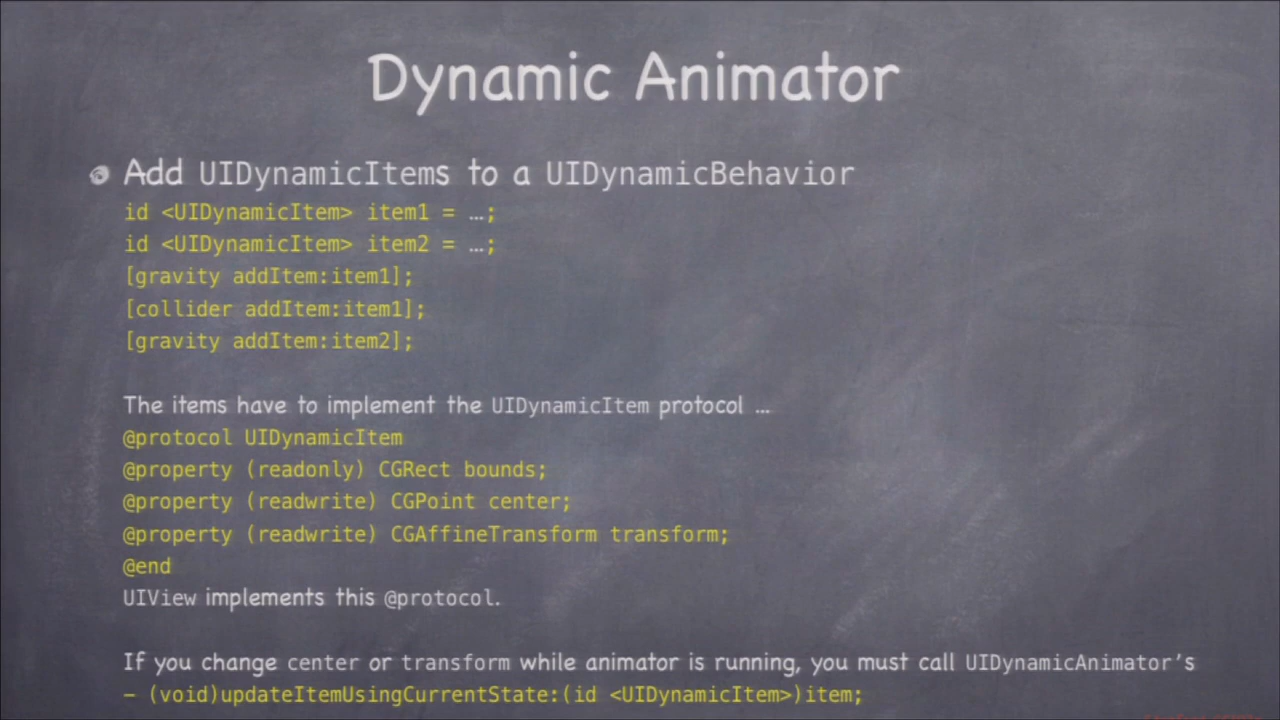 Dynamic Animator
Add UIDynamicItems to a UIDynamicBehavior
id <UIDynamicItem> item1 = …;
id <UIDynamicItem> item2 = …;
[gravity addItem:item1];
[collider addItem:item1];
[gravity addItem:item2];
The items have to implement the UIDynamicItem protocol …
@protocol UIDynamicItem
@property (readonly) CGRect bounds;
@property (readwrite) CGPoint center;
@property (readwrite) CGAffineTransform transform;
@end
UIView implements this @protocol.
If you change center or transform while animator is running, you must call UIDynamicAnimator’s
– (void)updateItemUsingCurrentState:(id <UIDynamicItem>)item;